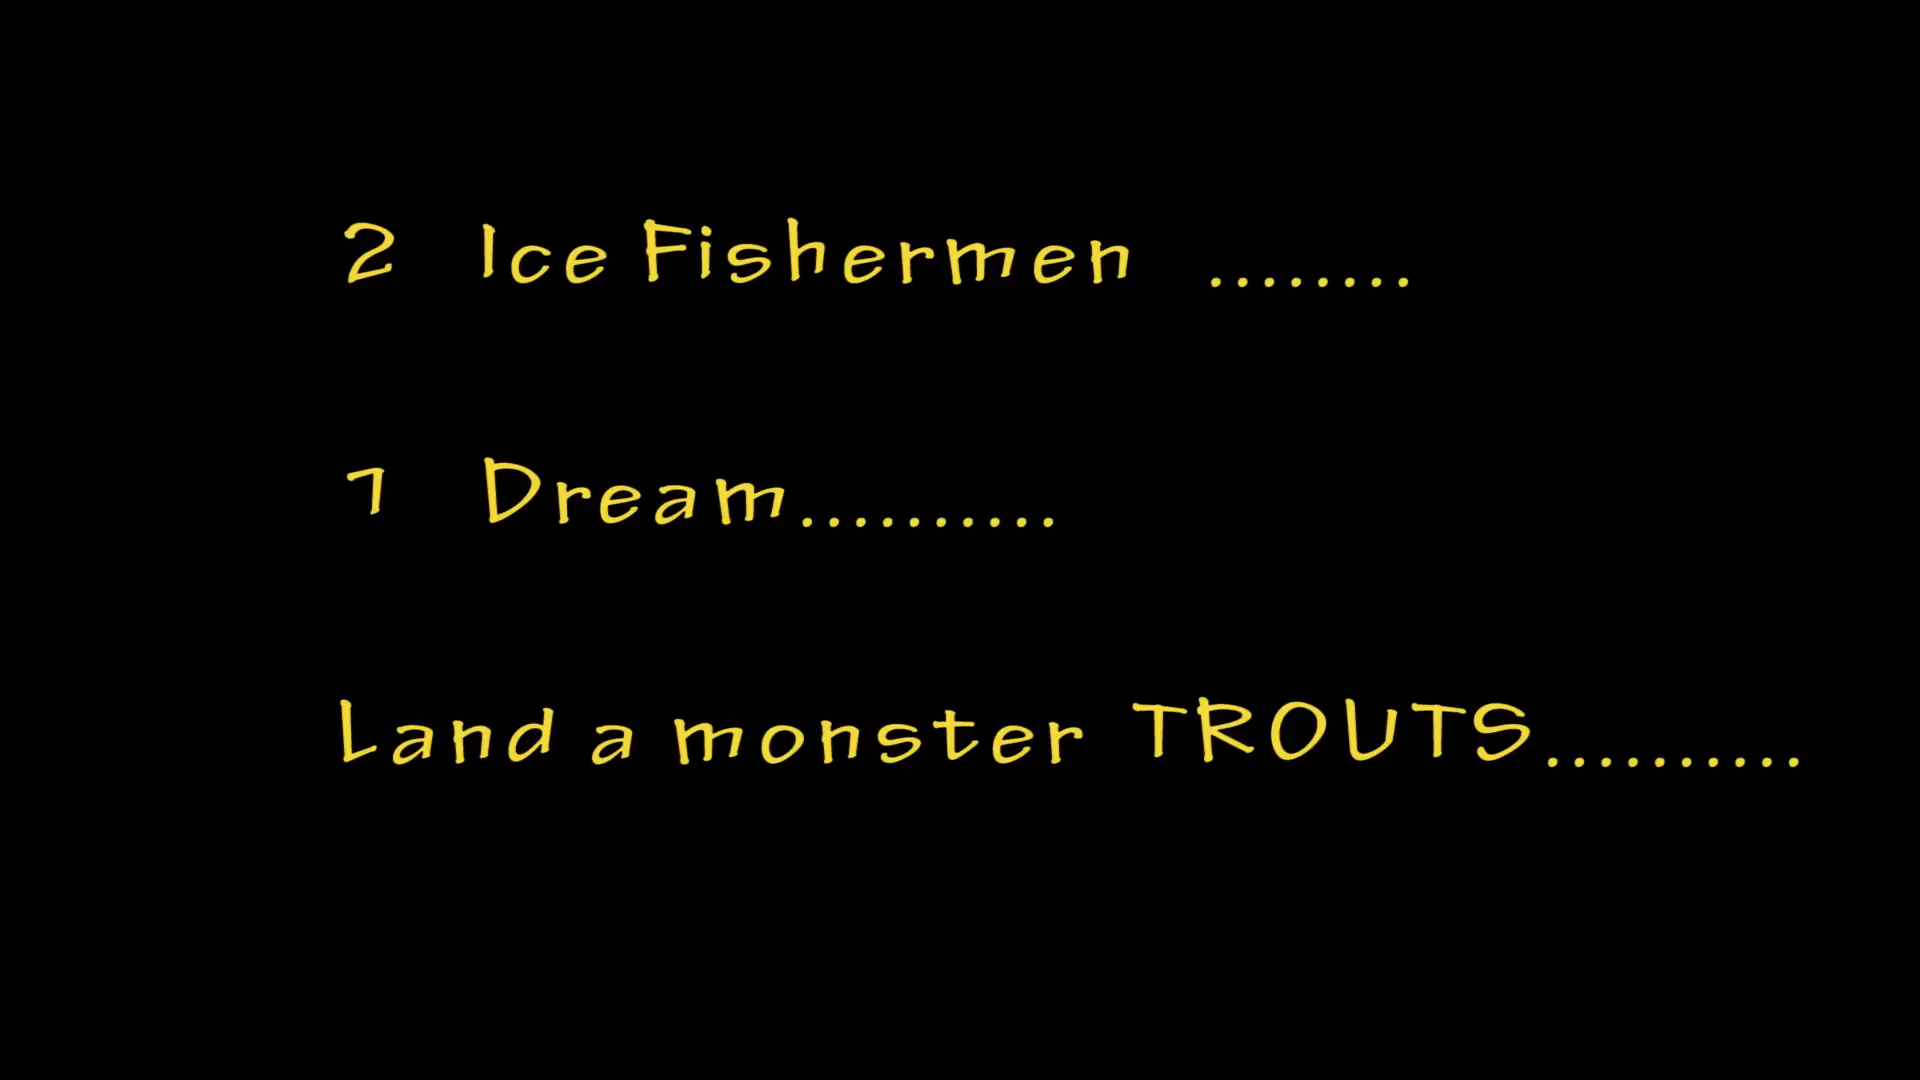 2 Ice Fishermen ........
1 Dream..........
Land a monster TROUTS..........